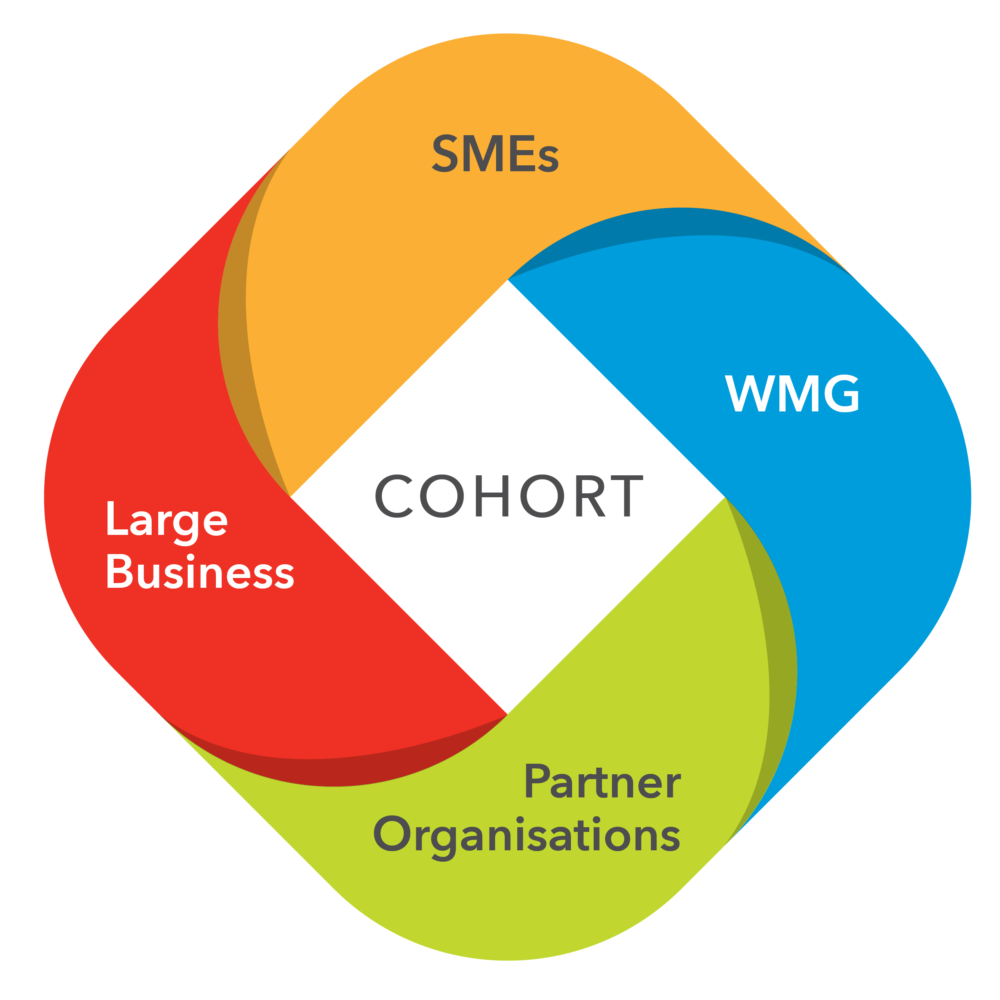 SMEs
WMG
COHORT
Large
Business
Partner
Organisations